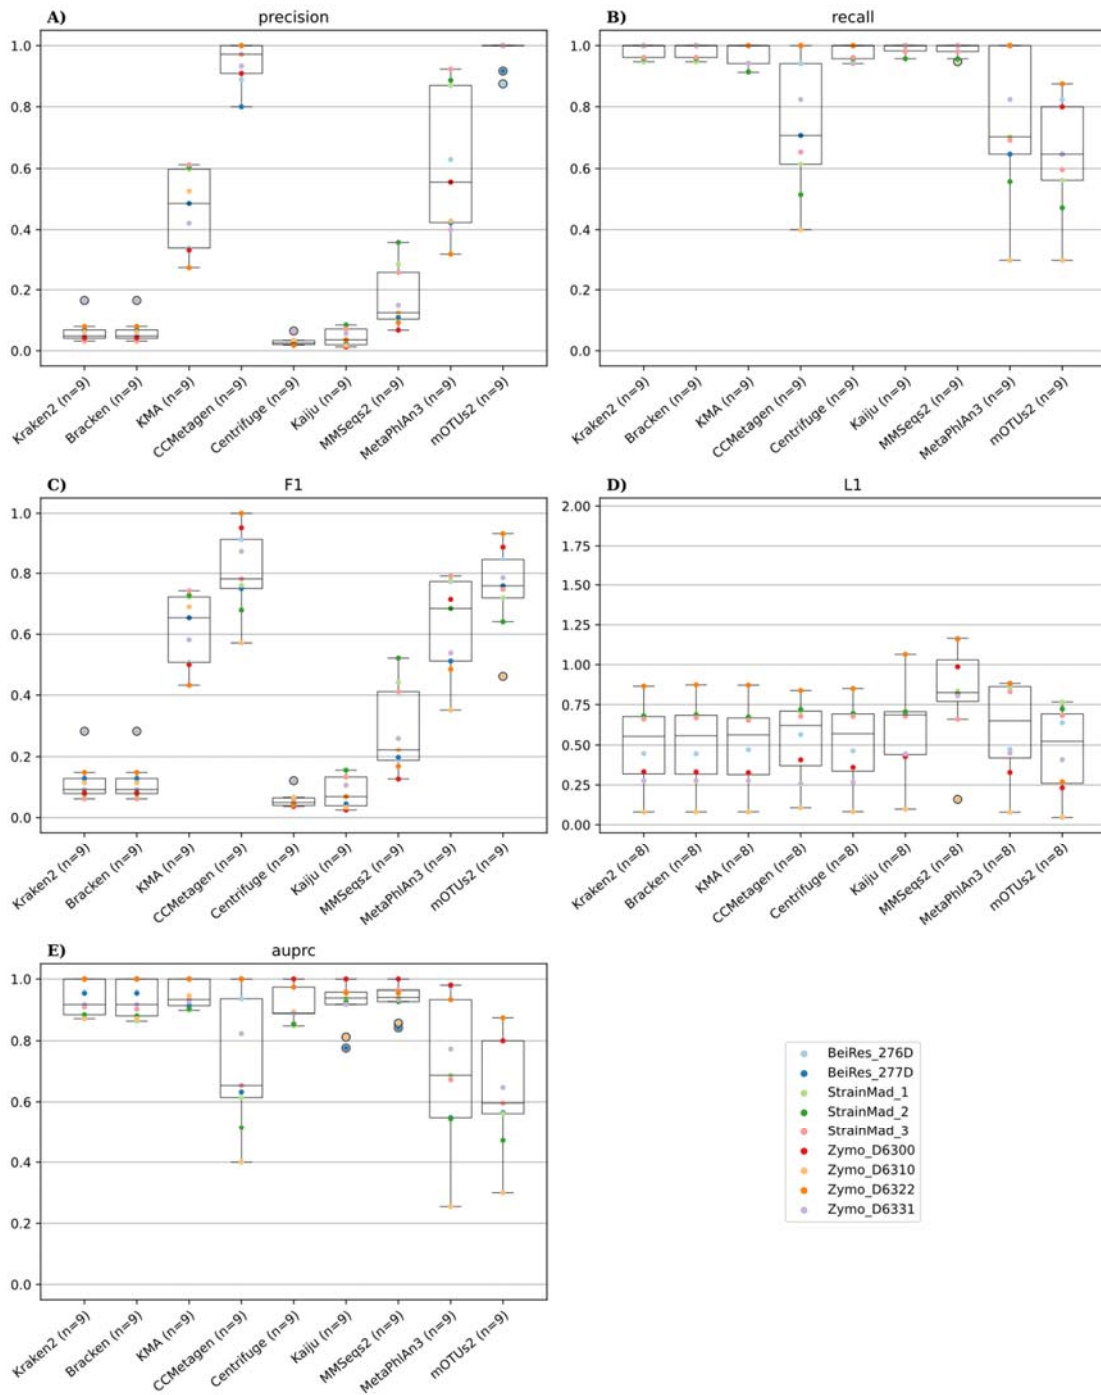 A) precision
1.0
0.8
0.6
0.4
0.2
0.0
Kraken2 (n=9)
Bracken (n=9)
KMA (n=9)
CCMetagen (n=9)
Centrifuge (n=9)
Kaiju (n=9)
MMSeqs2 (n=9)
MetaPhlAn3 (n=9)
mOTUs2 (n=9)
B) recall
1.0
0.8
0.6
0.4
0.2
0.0
Kraken2 (n=9)
Bracken (n=9)
KMA (n=9)
CCMetagen (n=9)
Centrifuge (n=9)
Kaiju (n=9)
MMSeqs2 (n=9)
MetaPhlAn3 (n=9)
mOTUs2 (n=9)
C) F1
1.0
0.8
0.6
0.4
0.2
0.0
Kraken2 (n=9)
Bracken (n=9)
KMA (n=9)
CCMetagen (n=9)
Centrifuge (n=9)
Kaiju (n=9)
MMSeqs2 (n=9)
MetaPhlAn3 (n=9)
mOTUs2 (n=9)
D) L1
2.00
1.75
1.50
1.25
1.00
0.75
0.50
0.25
0.00
Kraken2 (n=8)
Bracken (n=8)
KMA (n=8)
CCMetagen (n=8)
Centrifuge (n=8)
Kaiju (n=8)
MMSeqs2 (n=8)
MetaPhlAn3 (n=8)
mOTUs2 (n=8)
E) auprc
1.0
0.8
0.6
0.4
0.2
0.0
Kraken2 (n=9)
Bracken (n=9)
KMA (n=9)
CCMetagen (n=9)
Centrifuge (n=9)
Kaiju (n=9)
MMSeqs2 (n=9)
MetaPhlAn3 (n=9)
mOTUs2 (n=9)
BeiRes_276D
BeiRes_277D
StrainMad_1
StrainMad_2
StrainMad_3
Zymo_D6300
Zymo_D6310
Zymo_D6322
Zymo_D6331